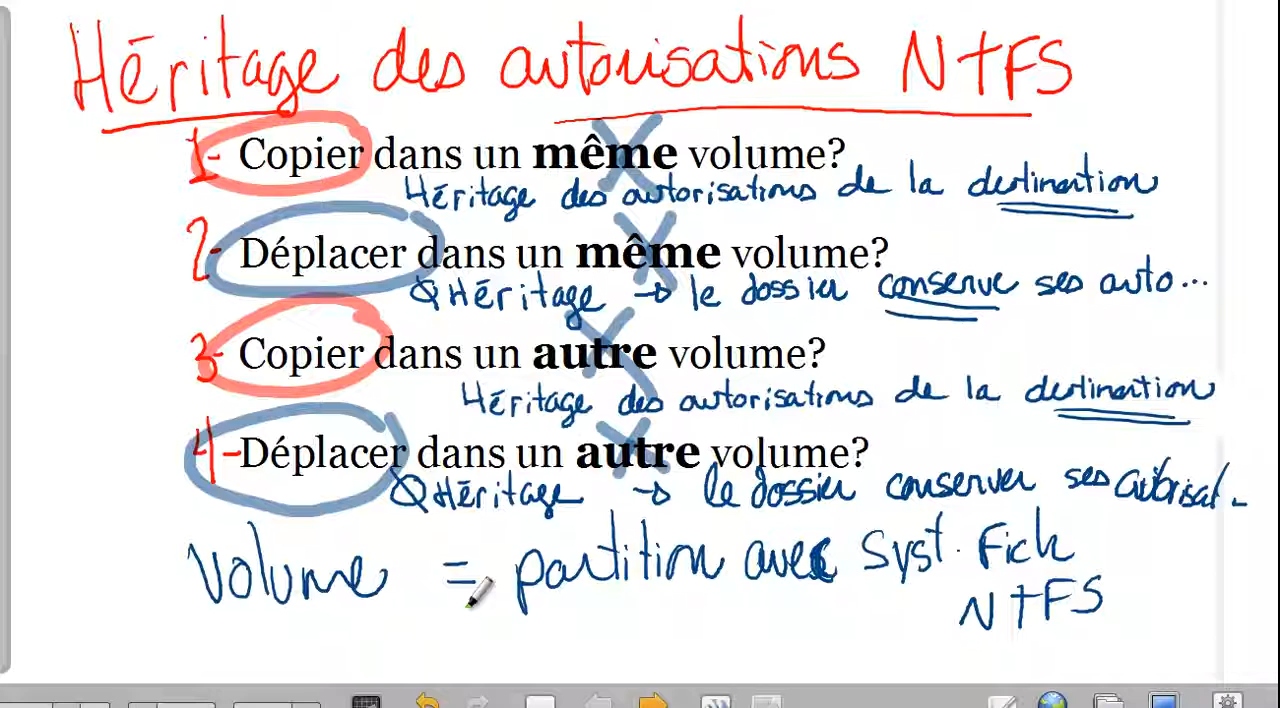 Héritage des autorisations NTFS
1- Copier dans un même volume?
Héritage des autorisations de la destination
2- Déplacer dans un même volume?
Ø Héritage → le dossier conserve ses auto...
3- Copier dans un autre volume?
Héritage des autorisations de la destination
4- Déplacer dans un autre volume?
Ø Héritage → le dossier conserver ses autorisat.
Volume = partition avec Syst. Fich
NTFS